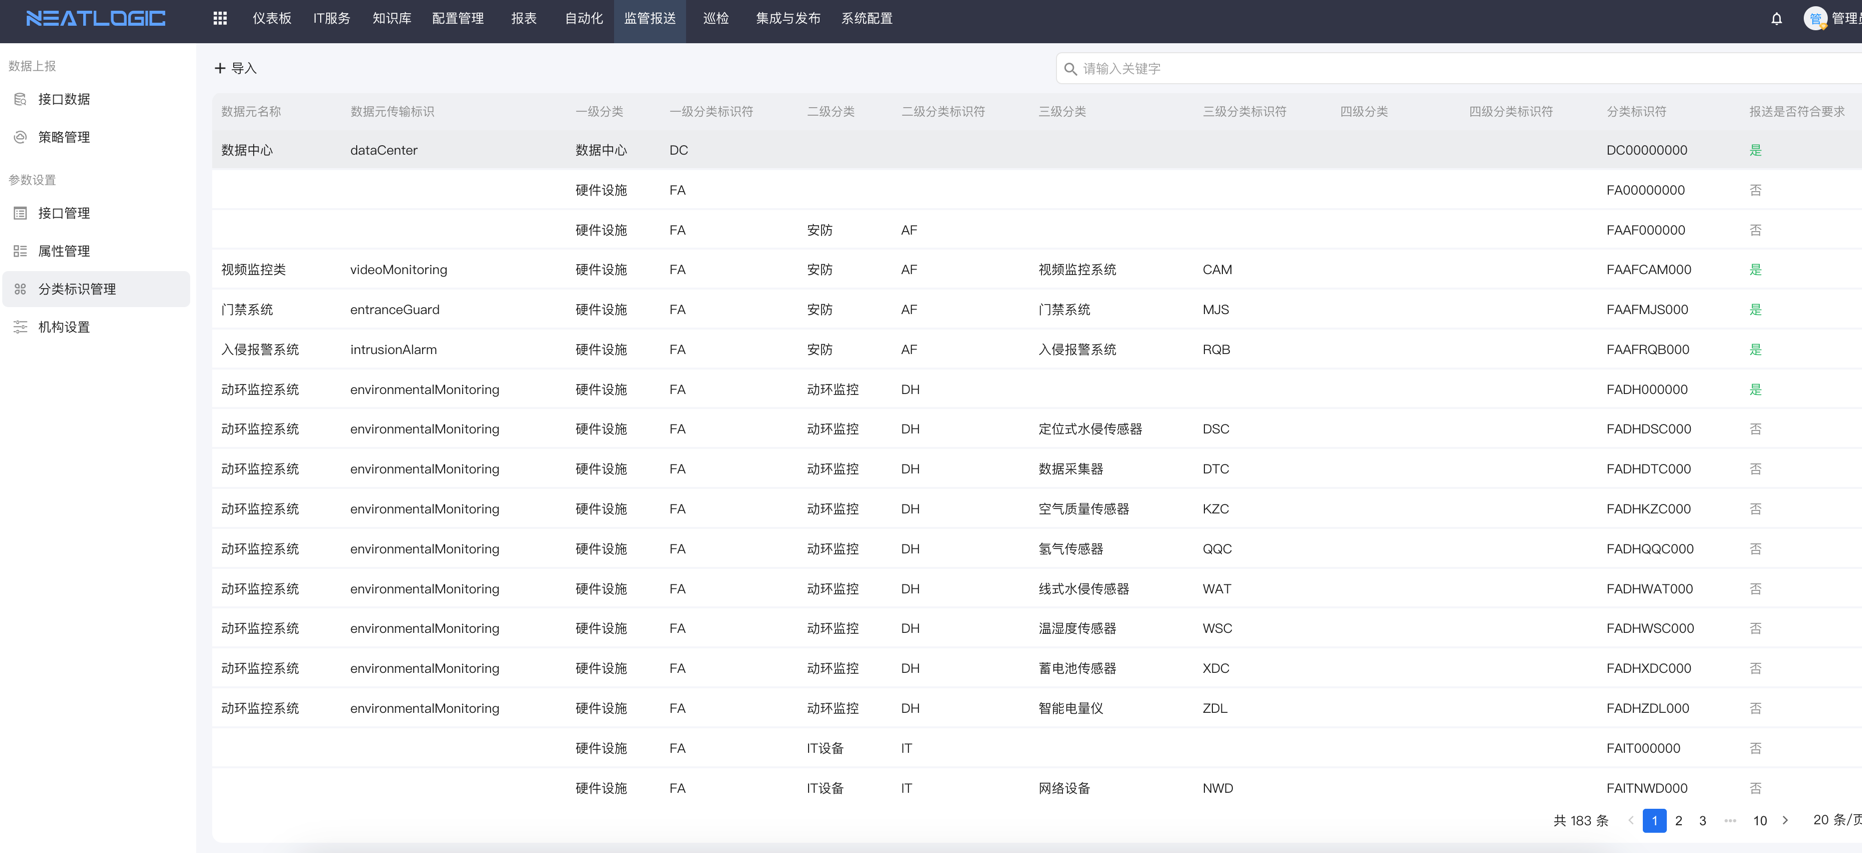 NEATLOGIC 仪表板 IT服务 知识库 配置管理 报表 自动化 监管报送 巡检 集成与发布 系统配置 管 管理
数据上报
接口数据
策略管理
参数设置
接口管理
属性管理
分类标识管理
机构设置
导入 请输入关键字
数据元名称 数据元传输标识 一级分类 一级分类标识符 二级分类 二级分类标识符 三级分类 三级分类标识符 四级分类 四级分类标识符 分类标识符 报送是否符合要求
数据中心 dataCenter 数据中心 DC DC00000000 是
硬件设施 FA FA00000000 否
硬件设施 FA 安防 AF FAAF000000 否
视频监控类 videoMonitoring 硬件设施 FA 安防 AF 视频监控系统 CAM FAAFCAM000 是
门禁系统 entranceGuard 硬件设施 FA 安防 AF 门禁系统 MJS FAAFMJS000 是
入侵报警系统 intrusionAlarm 硬件设施 FA 安防 AF 入侵报警系统 RQB FAAFRQB000 是
动环监控系统 environmentalMonitoring 硬件设施 FA 动环监控 DH FADH000000 是
动环监控系统 environmentalMonitoring 硬件设施 FA 动环监控 DH 定位式水侵传感器 DSC FADHDSC000 否
动环监控系统 environmentalMonitoring 硬件设施 FA 动环监控 DH 数据采集器 DTC FADHDTC000 否
动环监控系统 environmentalMonitoring 硬件设施 FA 动环监控 DH 空气质量传感器 KZC FADHKZC000 否
动环监控系统 environmentalMonitoring 硬件设施 FA 动环监控 DH 氢气传感器 QQC FADHQQC000 否
动环监控系统 environmentalMonitoring 硬件设施 FA 动环监控 DH 线式水侵传感器 WAT FADHWAT000 否
动环监控系统 environmentalMonitoring 硬件设施 FA 动环监控 DH 温湿度传感器 WSC FADHWSC000 否
动环监控系统 environmentalMonitoring 硬件设施 FA 动环监控 DH 蓄电池传感器 XDC FADHXDC000 否
动环监控系统 environmentalMonitoring 硬件设施 FA 动环监控 DH 智能电量仪 ZDL FADHZDL000 否
硬件设施 FA IT设备 IT FAIT000000 否
硬件设施 FA IT设备 IT 网络设备 NWD FAITNWD000 否
共 183 条 1 2 3 ••• 10 20 条/页